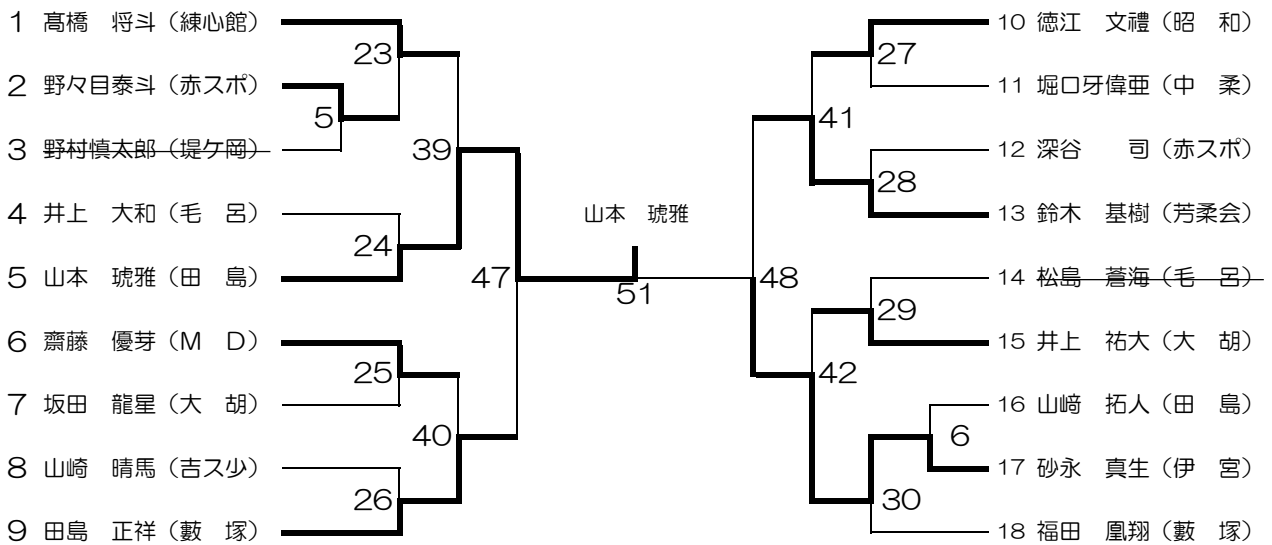 1 髙橋　将斗（練心館）
23
2 野々目泰斗（赤スポ）
5
3 野村慎太郎（堤ケ岡）
39
4 井上　大和（毛　呂）
24
5 山本　琥雅（田　島）
47
6 齋藤　優芽（Ｍ　Ｄ）
25
7 坂田　龍星（大　胡）
40
8 山崎　晴馬（吉ス少）
26
9 田島　正祥（藪　塚）
山本　琥雅
51
10 徳江　文禮（昭　和）
27
11 堀口牙偉亜（中　柔）
41
12 深谷　　司（赤スポ）
28
13 鈴木　基樹（芳柔会）
48
14 松島　蒼海（毛　呂）
29
15 井上　祐大（大　胡）
42
16 山﨑　拓人（田　島）
6
17 砂永　真生（伊　宮）
30
18 福田　凰翔（藪　塚）